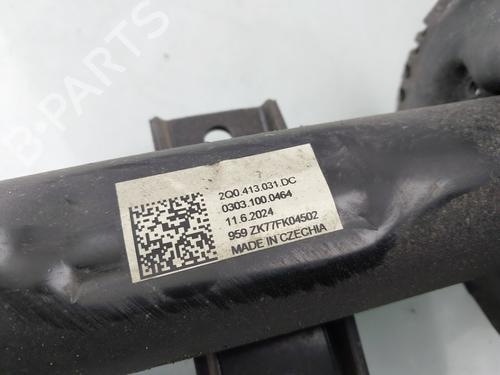 B-PARTS
2Q0.413.031.DC
0303.100.0464
11.6.2024
959 ZK77FK04502
MADE IN CZECHIA